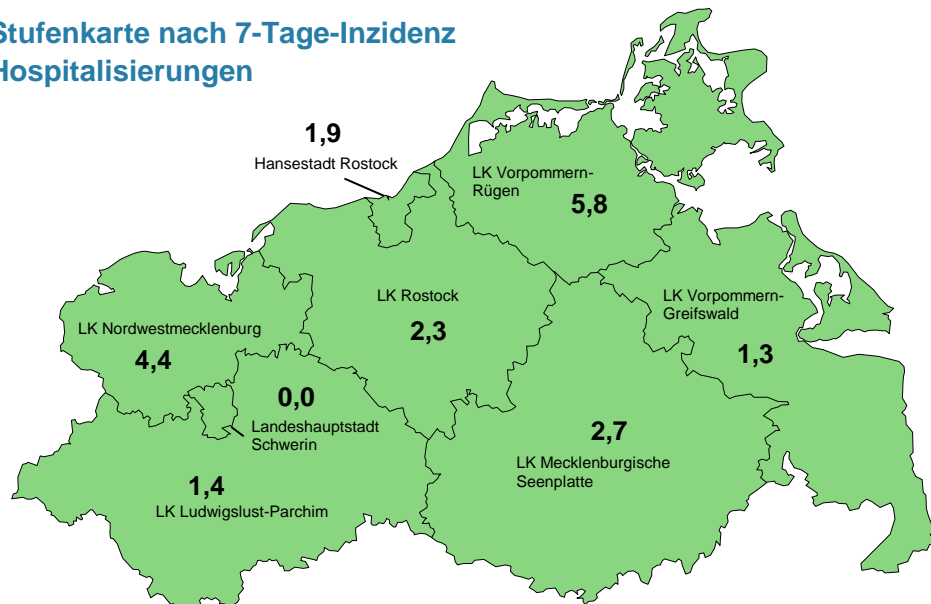 Stufenkarte nach 7-Tage-Inzidenz
Hospitalisierungen
1,9
Hansestadt Rostock
LK Vorpommern-
Rügen
5,8
LK Rostock
2,3
LK Vorpommern-
Greifswald
1,3
LK Nordwestmecklenburg
4,4
0,0
Landeshauptstadt
Schwerin
2,7
LK Mecklenburgische
Seenplatte
1,4
LK Ludwigslust-Parchim